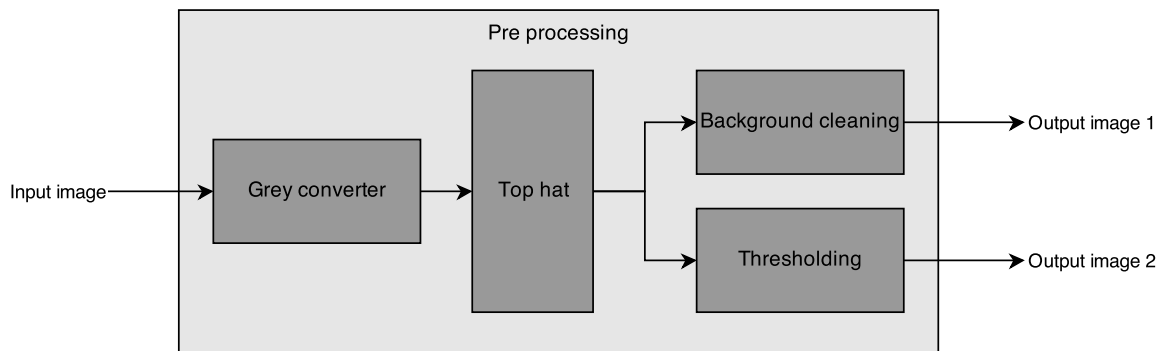 Pre processing
Input image
Grey converter
Top hat
Background cleaning
Thresholding
Output image 1
Output image 2